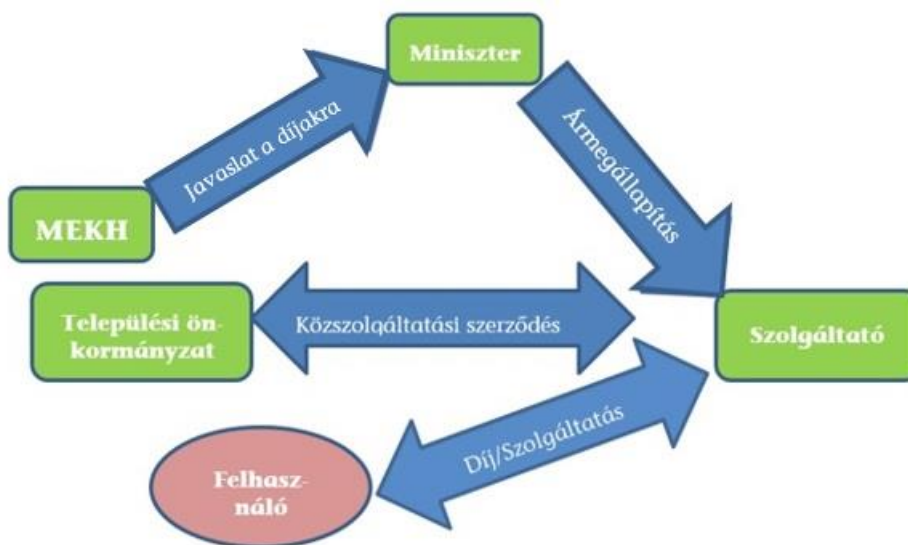 Miniszter
Javaslat a díjakra
Ármegállapítás
MEKH
Települési ön-
kormányzat
Közszolgáltatási szerződés
Szolgáltató
Díj/Szolgáltatás
Felhasz-
náló